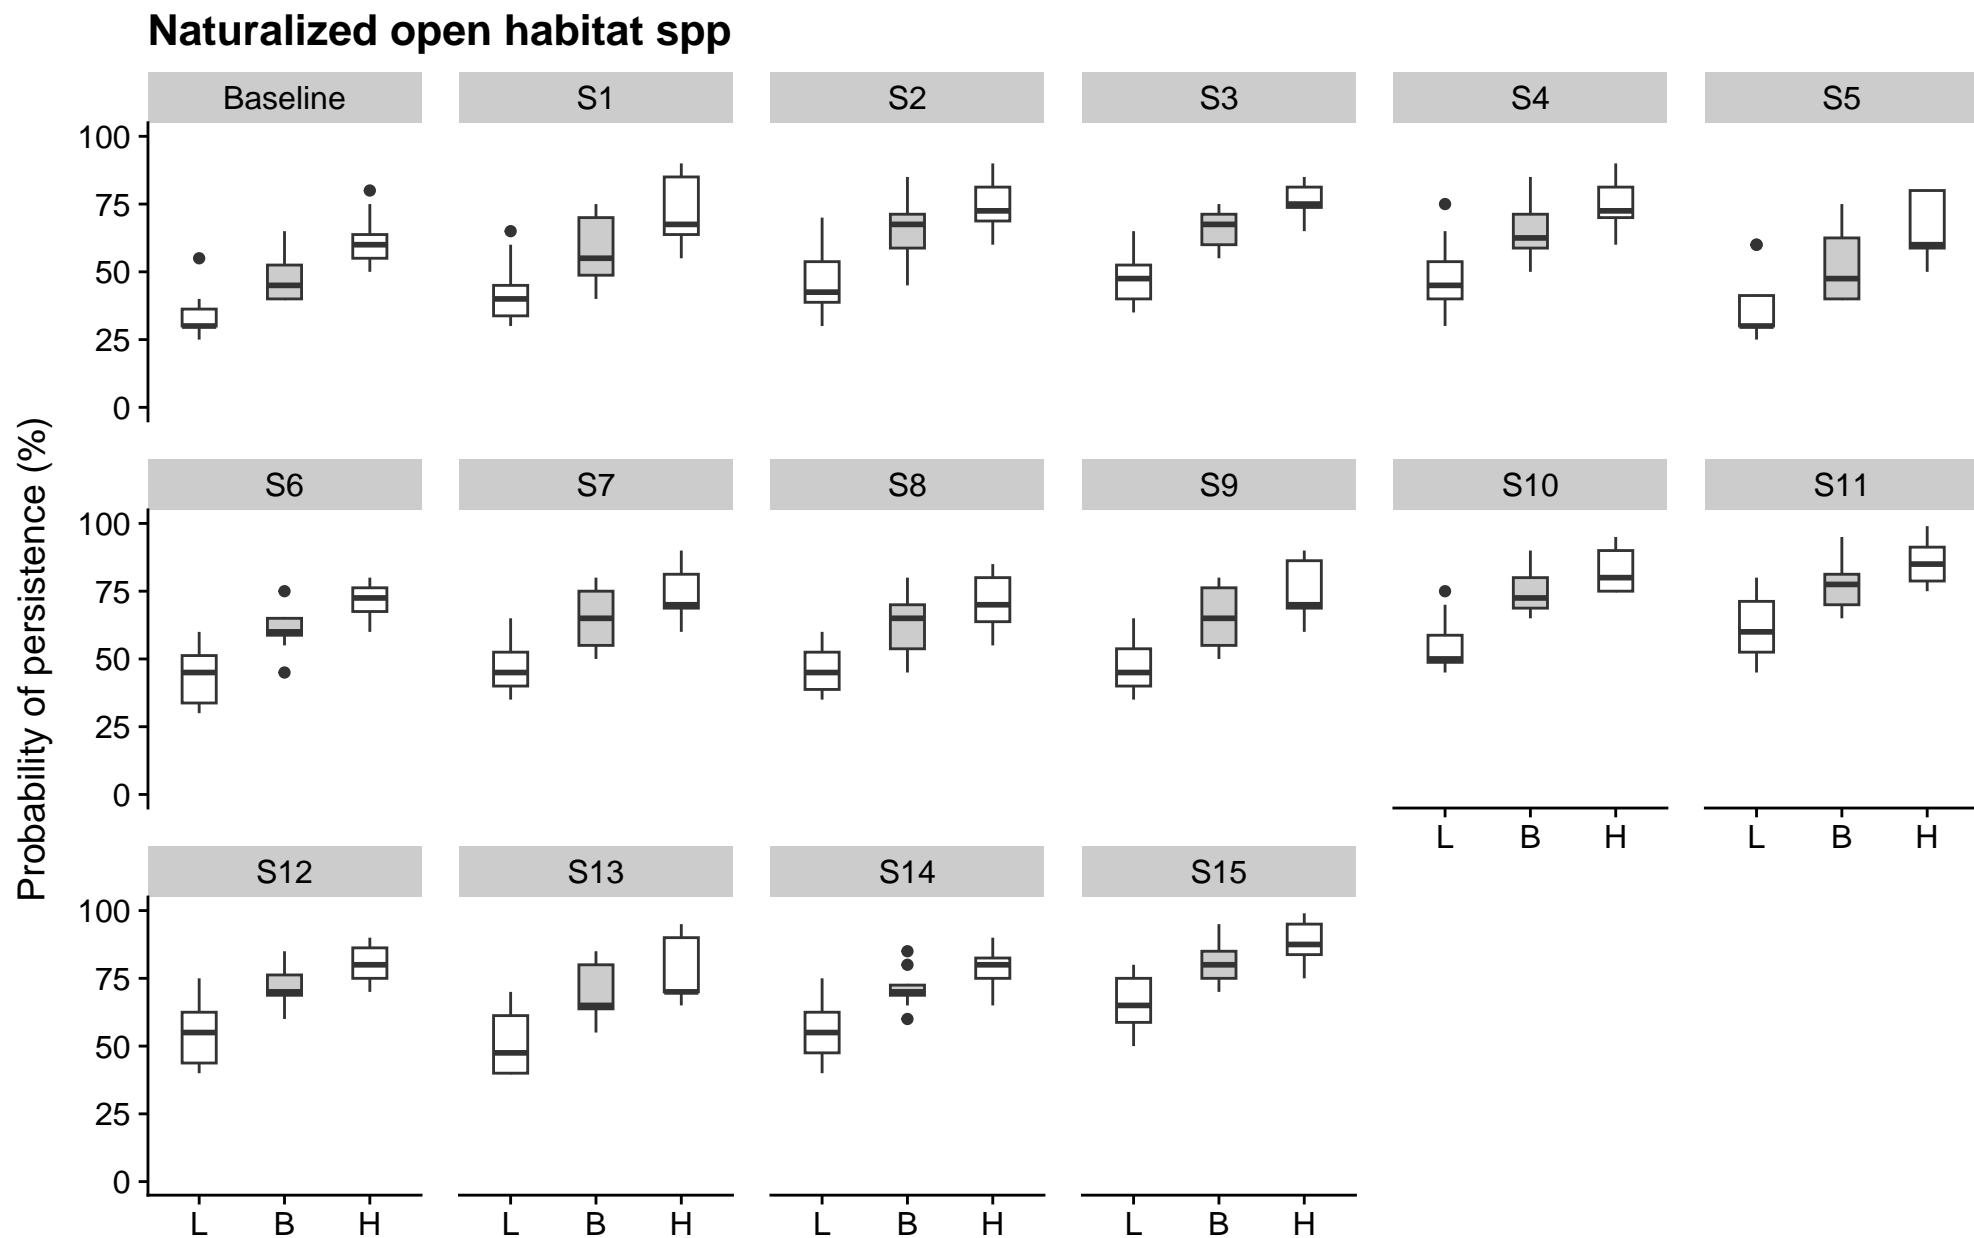 Naturalized open habitat spp
Baseline S1 S2 S3 S4 S5
100
75
50
25
0
Probability of persistence (%)
S6 S7 S8 S9 S10 S11
100
75
50
25
0
L B H L B H
S12 S13 S14 S15
100
75
50
25
0
L B H L B H L B H L B H